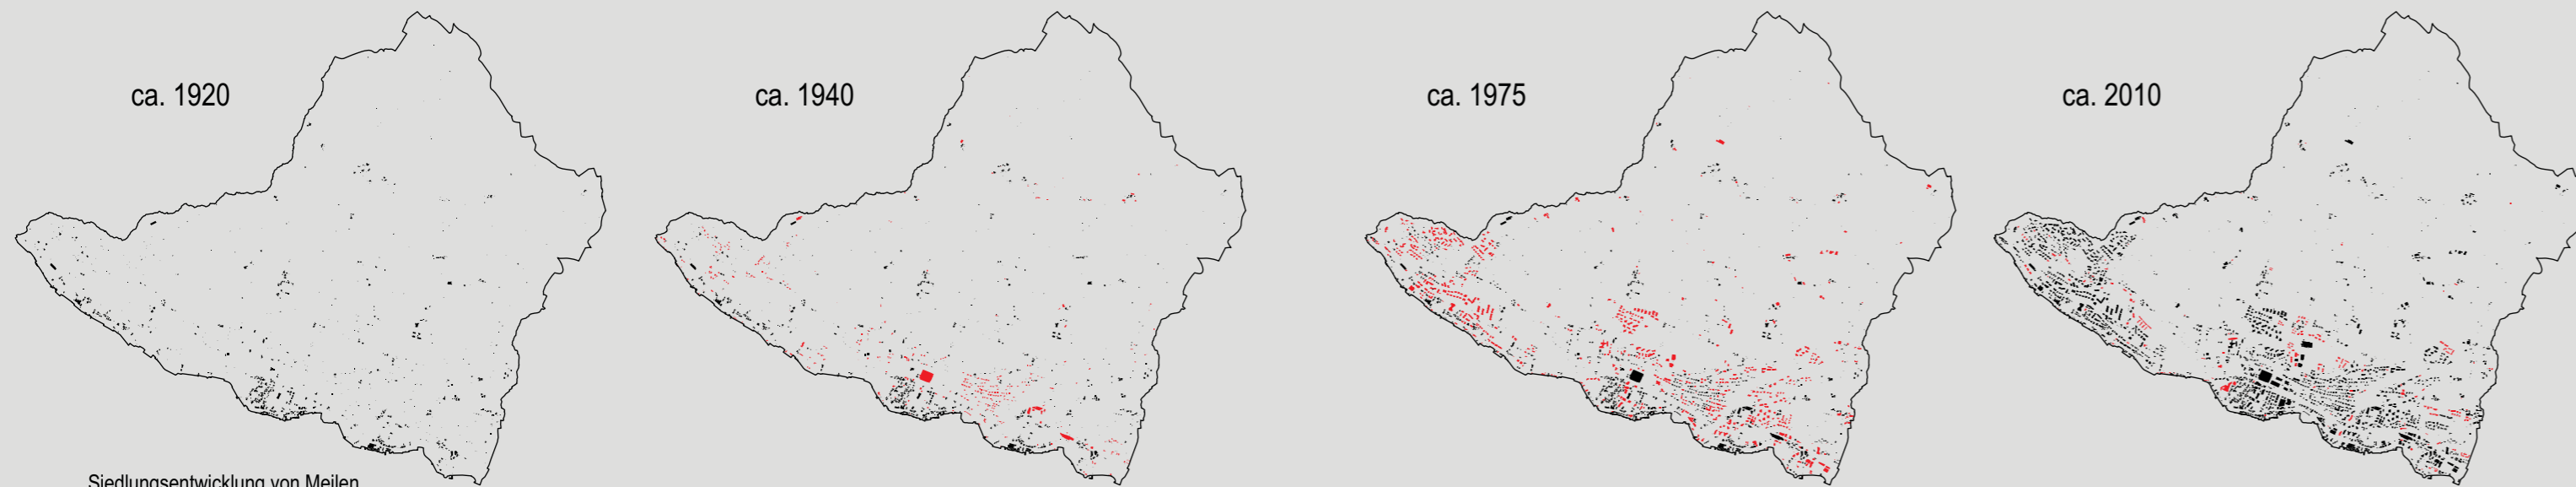 ca. 1920
ca. 1940
ca. 1975
ca. 2010
Siedlungsentwicklung von Meilen